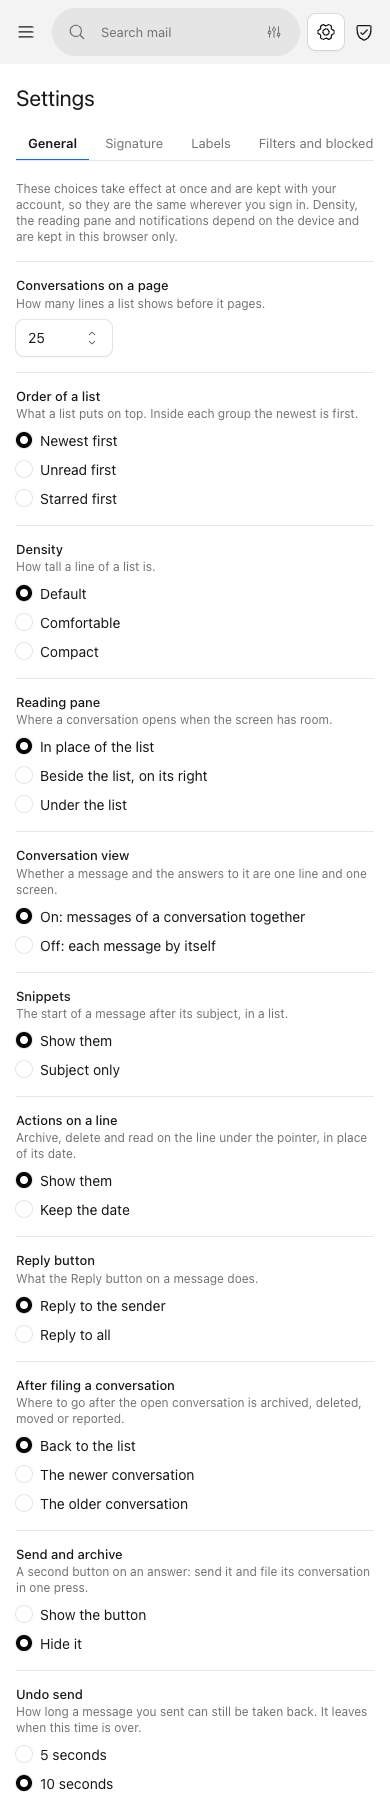 Search mail
Settings
General
Signature
Labels
Filters and blocked
These choices take effect at once and are kept with your
account, so they are the same wherever you sign in. Density,
the reading pane and notifications depend on the device and
are kept in this browser only.
Conversations on a page
How many lines a list shows before it pages.
25
Order of a list
What a list puts on top. Inside each group the newest is first.
Newest first
Unread first
Starred first
Density
How tall a line of a list is.
Default
Comfortable
Compact
Reading pane
Where a conversation opens when the screen has room.
In place of the list
Beside the list, on its right
Under the list
Conversation view
Whether a message and the answers to it are one line and one
screen.
On: messages of a conversation together
Off: each message by itself
Snippets
The start of a message after its subject, in a list.
Show them
Subject only
Actions on a line
Archive, delete and read on the line under the pointer, in place
of its date.
Show them
Keep the date
Reply button
What the Reply button on a message does.
Reply to the sender
Reply to all
After filing a conversation
Where to go after the open conversation is archived, deleted,
moved or reported.
Back to the list
The newer conversation
The older conversation
Send and archive
A second button on an answer: send it and file its conversation
in one press.
Show the button
Hide it
Undo send
How long a message you sent can still be taken back. It leaves
when this time is over.
5 seconds
10 seconds